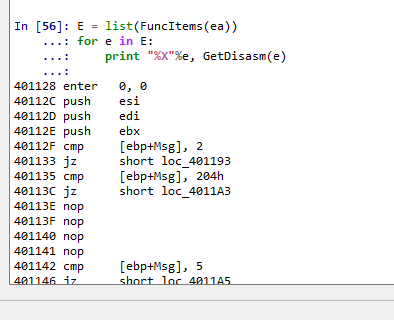 In [56]: E = list(FuncItems(ea))
   ...: for e in E:
   ...:     print "%X"%e, GetDisasm(e)
   ...:
401128 enter   0, 0
40112C push    esi
40112D push    edi
40112E push    ebx
40112F cmp     [ebp+Msg], 2
401133 jz      short loc_401193
401135 cmp     [ebp+Msg], 204h
40113C jz      short loc_4011A3
40113E nop
40113F nop
401140 nop
401141 nop
401142 cmp     [ebp+Msg], 5
401146 jz      short loc_4011A5